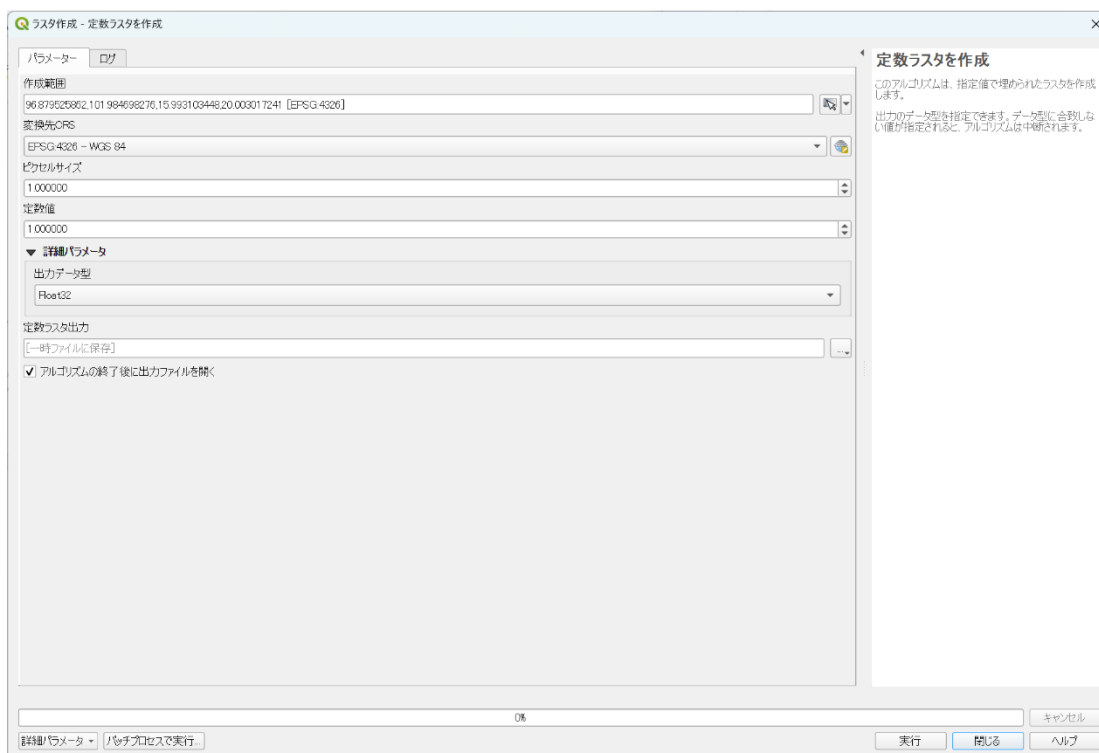 ラスタ作成 - 定数ラスタを作成
パラメーター ログ
作成範囲
96.879525862,101.984698276,15.993103448,20.003017241 [EPSG:4326]
変換先CRS
EPSG:4326 - WGS 84
ピクセルサイズ
1.000000
定数値
1.000000
詳細パラメータ
出力データ型
Float32
定数ラスタ出力
[一時ファイルに保存]
...
アルゴリズムの終了後に出力ファイルを開く
定数ラスタを作成
このアルゴリズムは、指定値で埋められたラスタを作成
します。
出力のデータ型を指定できます。データ型に合致しな
い値が指定されると、アルゴリズムは中断されます。
0%
キャンセル
詳細パラメータ バッチプロセスで実行... 実行 閉じる ヘルプ